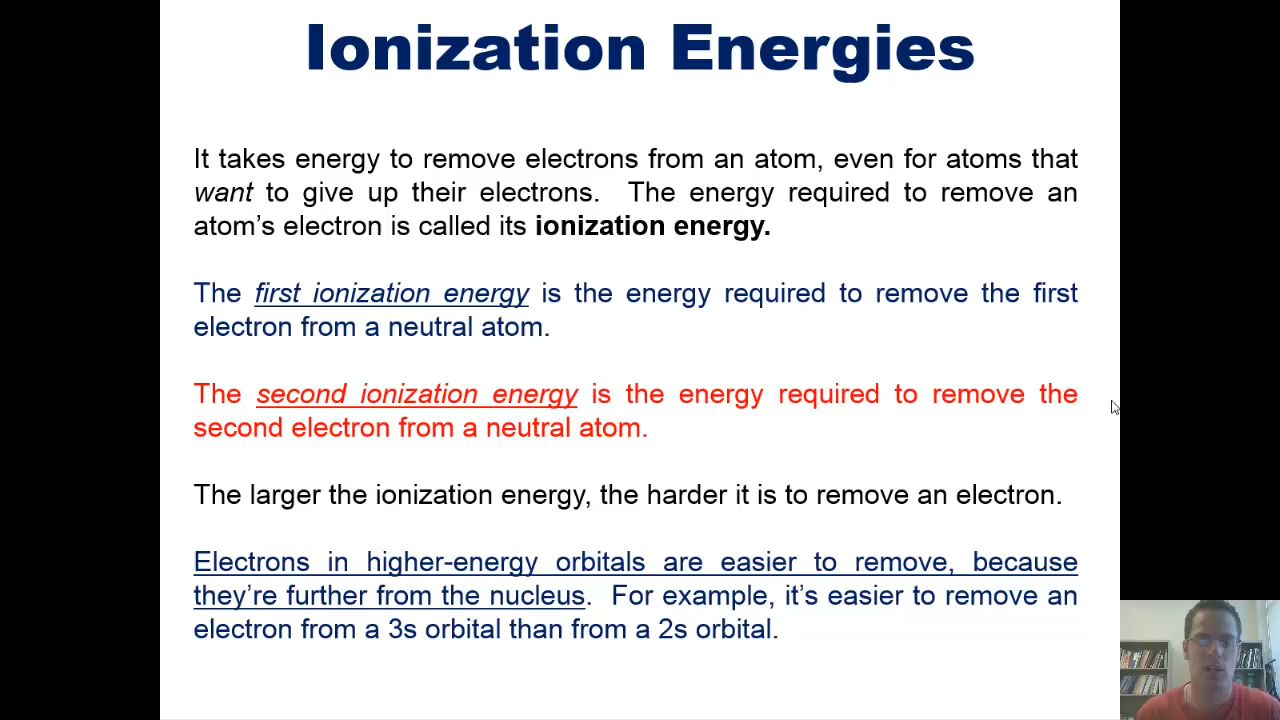 Ionization Energies
It takes energy to remove electrons from an atom, even for atoms that
want to give up their electrons. The energy required to remove an
atom’s electron is called its ionization energy.
The first ionization energy is the energy required to remove the first
electron from a neutral atom.
The second ionization energy is the energy required to remove the
second electron from a neutral atom.
The larger the ionization energy, the harder it is to remove an electron.
Electrons in higher-energy orbitals are easier to remove, because
they’re further from the nucleus. For example, it’s easier to remove an
electron from a 3s orbital than from a 2s orbital.